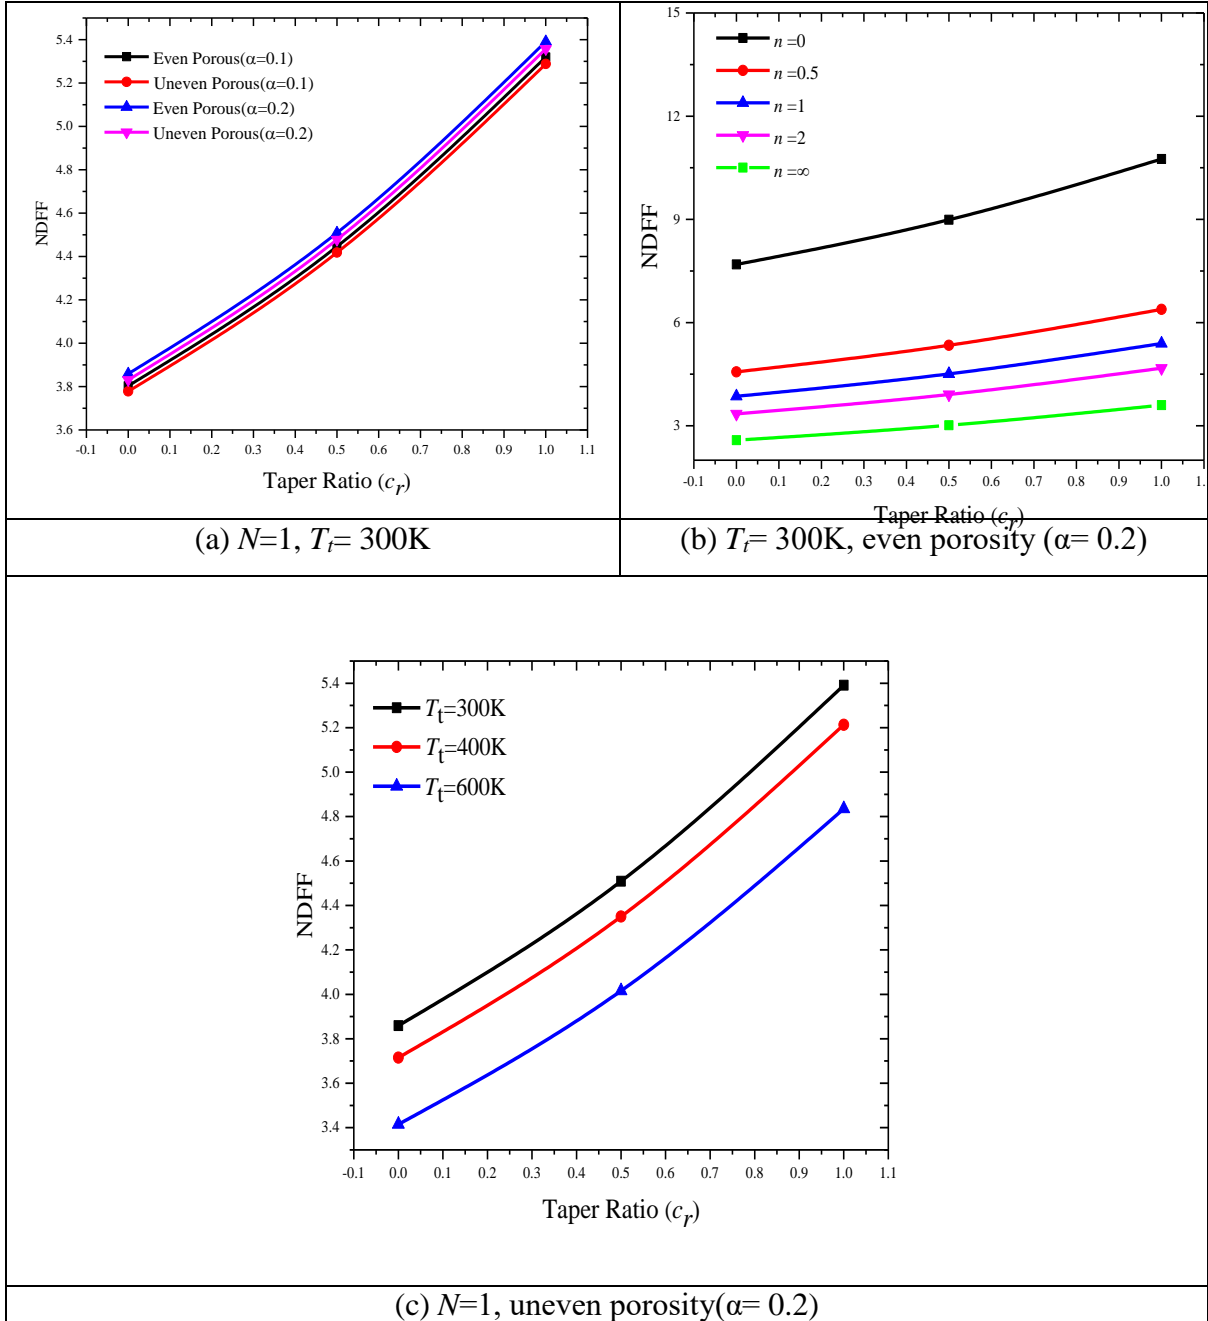 5.4
5.2
5.0
4.8
4.6
4.4
4.2
4.0
3.8
3.6
NDFF
Even Porous(α=0.1)
Uneven Porous(α=0.1)
Even Porous(α=0.2)
Uneven Porous(α=0.2)
-0.1 0.0 0.1 0.2 0.3 0.4 0.5 0.6 0.7 0.8 0.9 1.0 1.1
Taper Ratio (cr)
15
12
9
6
3
NDFF
n =0
n =0.5
n =1
n =2
n =∞
-0.1 0.0 0.1 0.2 0.3 0.4 0.5 0.6 0.7 0.8 0.9 1.0 1.
Taper Ratio (cr)
(a) N=1, Tt= 300K
(b) Tt= 300K, even porosity (α= 0.2)
5.4
5.2
5.0
4.8
4.6
4.4
4.2
4.0
3.8
3.6
3.4
NDFF
Tt=300K
Tt=400K
Tt=600K
-0.1 0.0 0.1 0.2 0.3 0.4 0.5 0.6 0.7 0.8 0.9 1.0 1.1
Taper Ratio (cr)
(c) N=1, uneven porosity(α= 0.2)